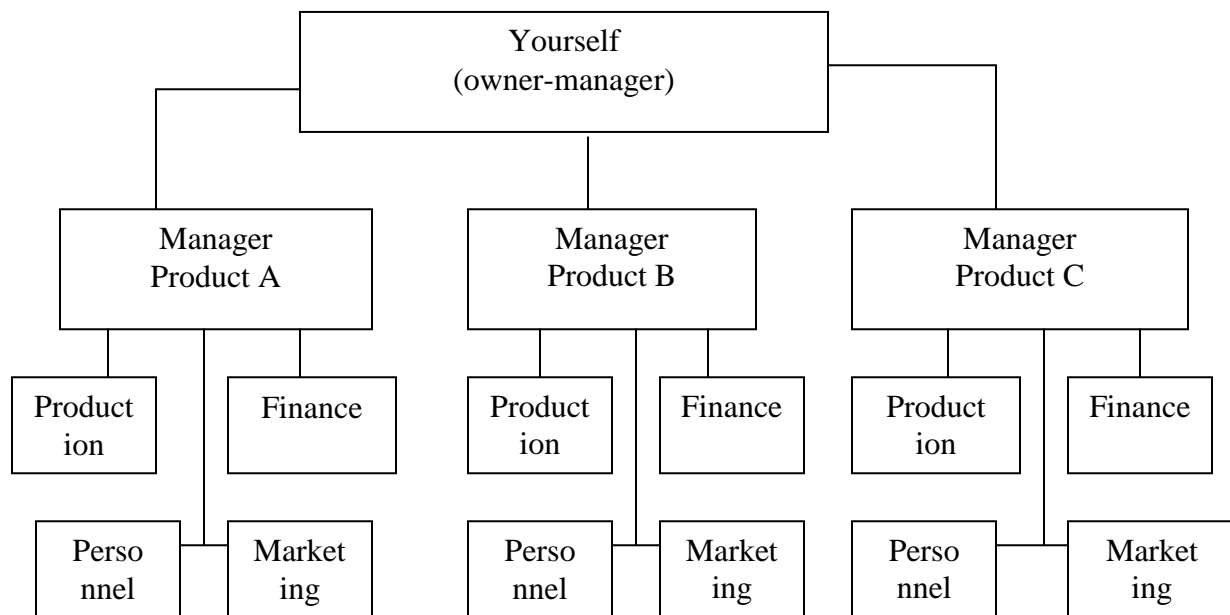 Yourself
(owner-manager)
Manager
Product A
Manager
Product B
Manager
Product C
Product
ion
Finance
Product
ion
Finance
Product
ion
Finance
Perso
nnel
Market
ing
Perso
nnel
Market
ing
Perso
nnel
Market
ing